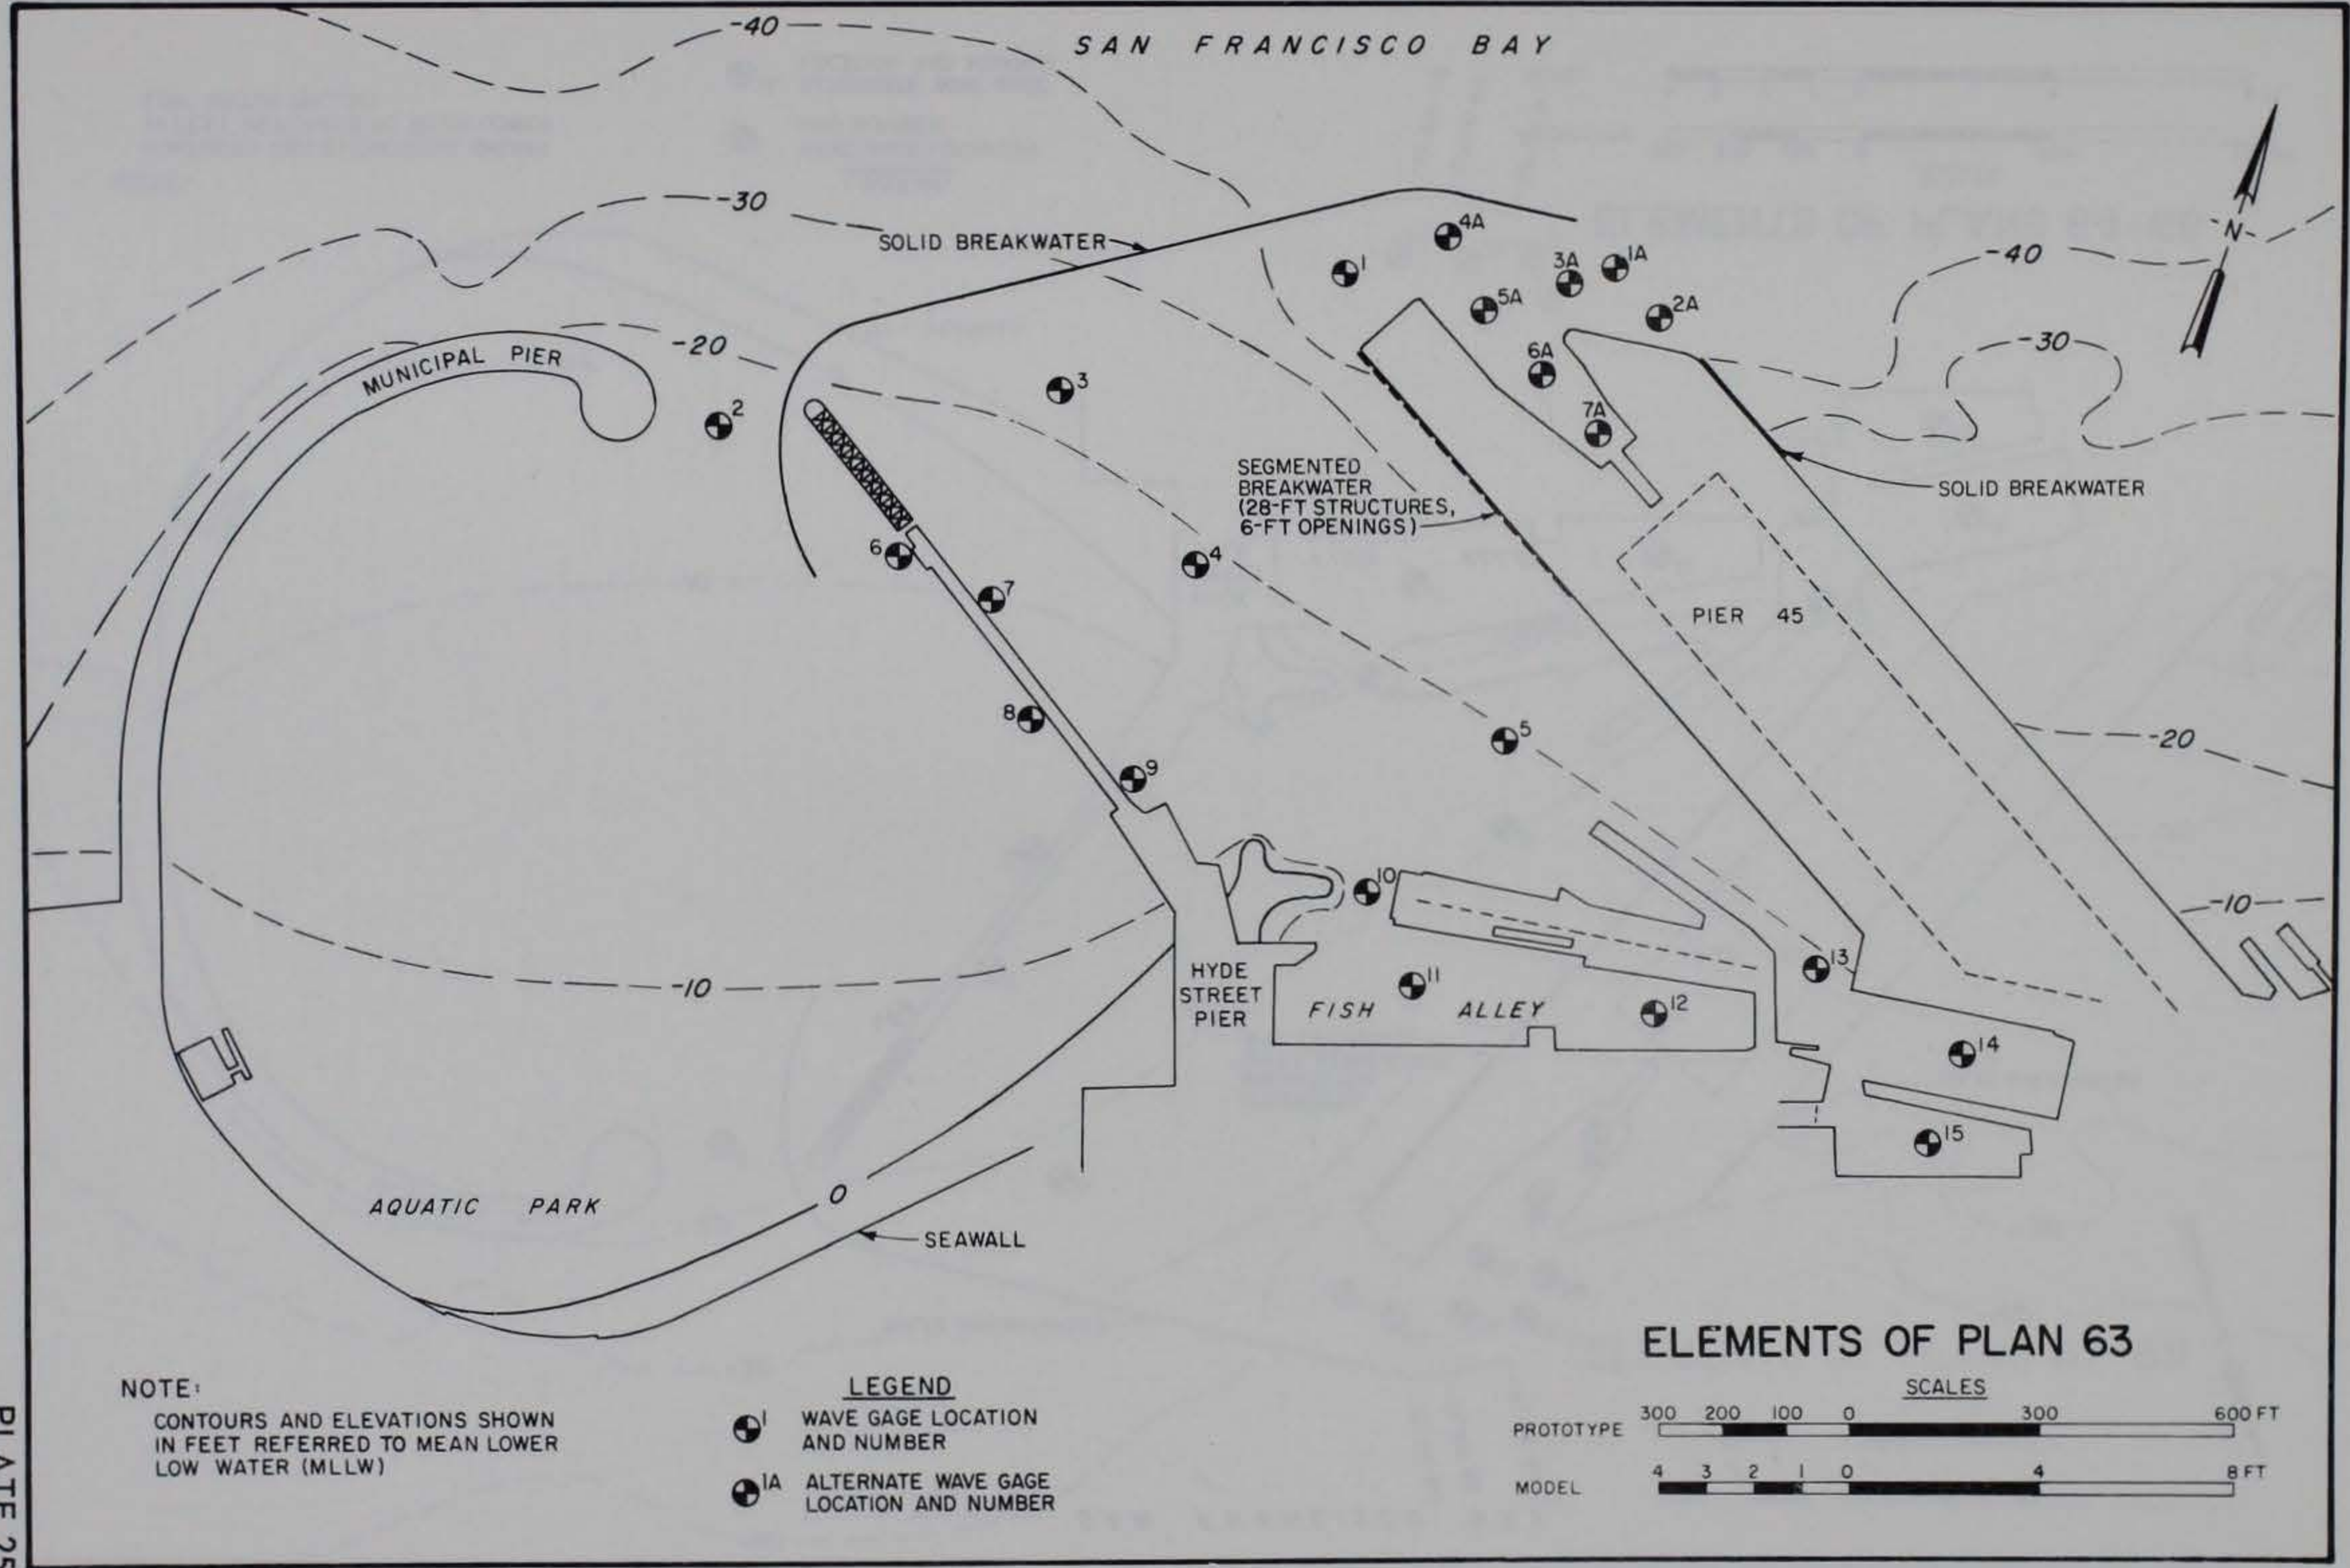 -40
SAN FRANCISCO BAY
-30
SOLID BREAKWATER
4A
1
3A
1A
N
-40
5A
2A
-20
MUNICIPAL PIER
6A
-30
3
2
7A
SEGMENTED
BREAKWATER
(28-FT STRUCTURES,
6-FT OPENINGS)
SOLID BREAKWATER
6
4
7
PIER 45
8
5
-20
9
10
-10
13
HYDE
STREET
PIER
11
FISH ALLEY
12
-10
14
15
AQUATIC PARK
0
SEAWALL
ELEMENTS OF PLAN 63
NOTE:
CONTOURS AND ELEVATIONS SHOWN
IN FEET REFERRED TO MEAN LOWER
LOW WATER (MLLW)
LEGEND
1 WAVE GAGE LOCATION
AND NUMBER
1A ALTERNATE WAVE GAGE
LOCATION AND NUMBER
SCALES
PROTOTYPE 300 200 100 0 300 600 FT
MODEL 4 3 2 1 0 4 8 FT
PLATE 25